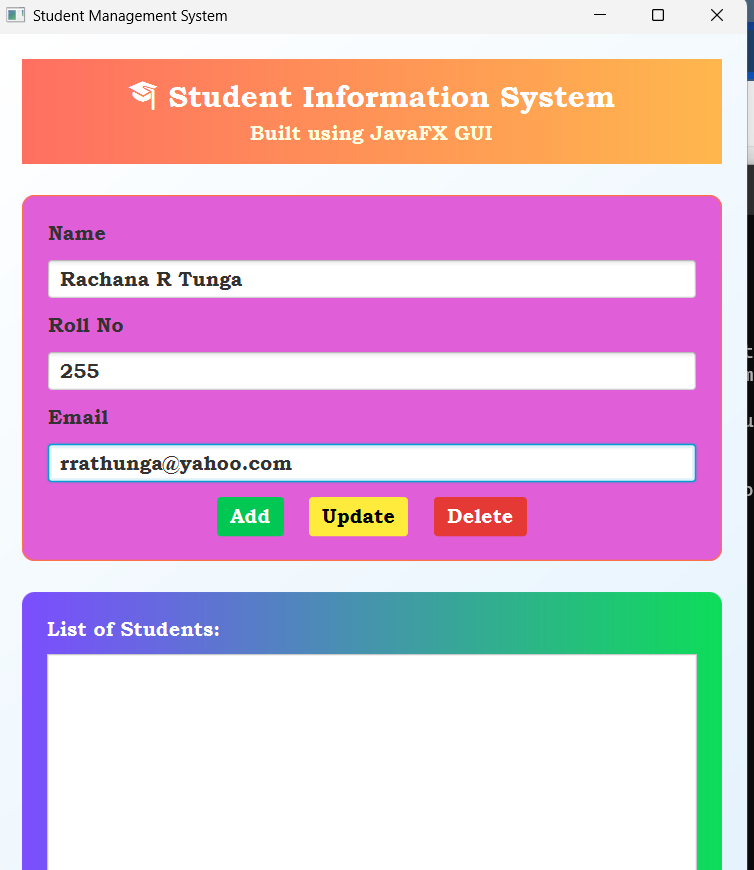 Student Management System
Student Information System
Built using JavaFX GUI
Name
Rachana R Tunga
Roll No
255
Email
rrathunga@yahoo.com
Add Update Delete
List of Students: